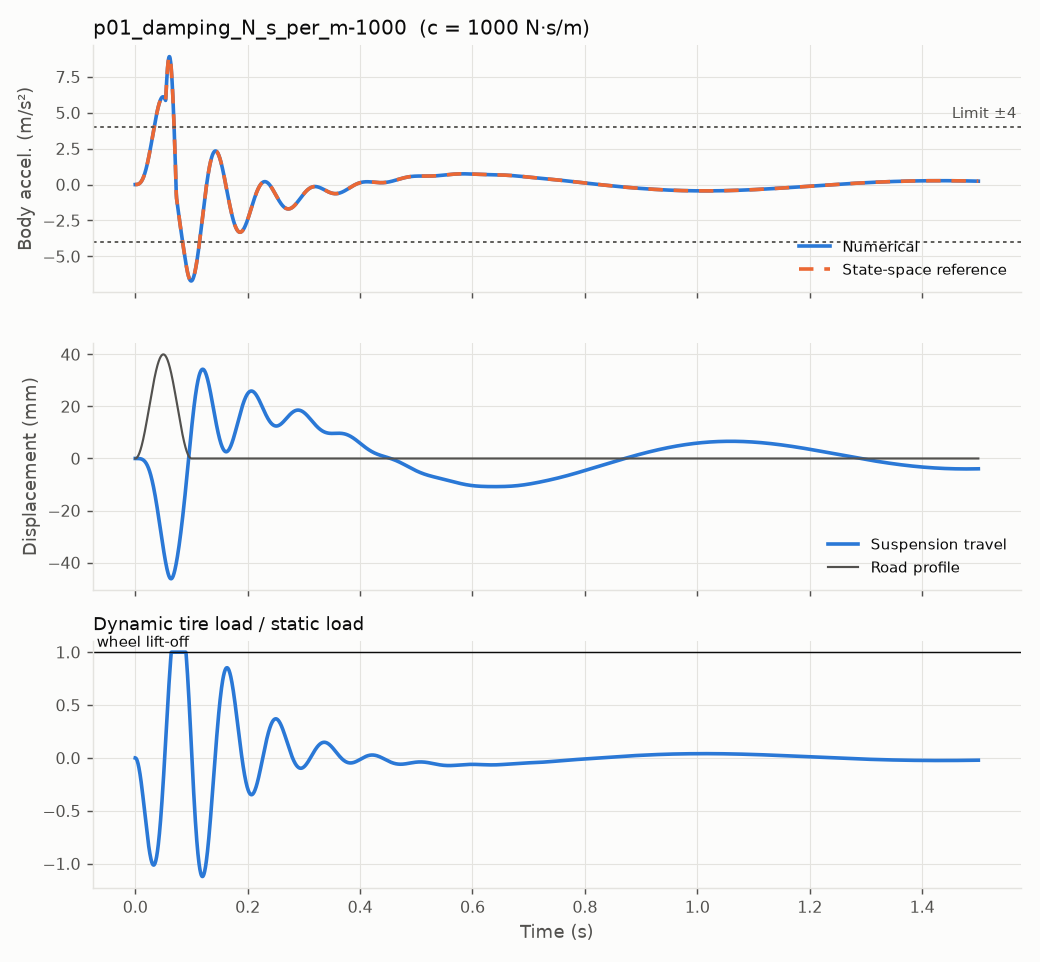 p01_damping_N_s_per_m-1000 (c = 1000 N·s/m)
Body accel. (m/s²)
7.5
5.0
2.5
0.0
−2.5
−5.0
Limit ±4
Numerical
State-space reference
Displacement (mm)
40
20
0
−20
−40
Suspension travel
Road profile
Dynamic tire load / static load
wheel lift-off
1.0
0.5
0.0
−0.5
−1.0
0.0 0.2 0.4 0.6 0.8 1.0 1.2 1.4
Time (s)